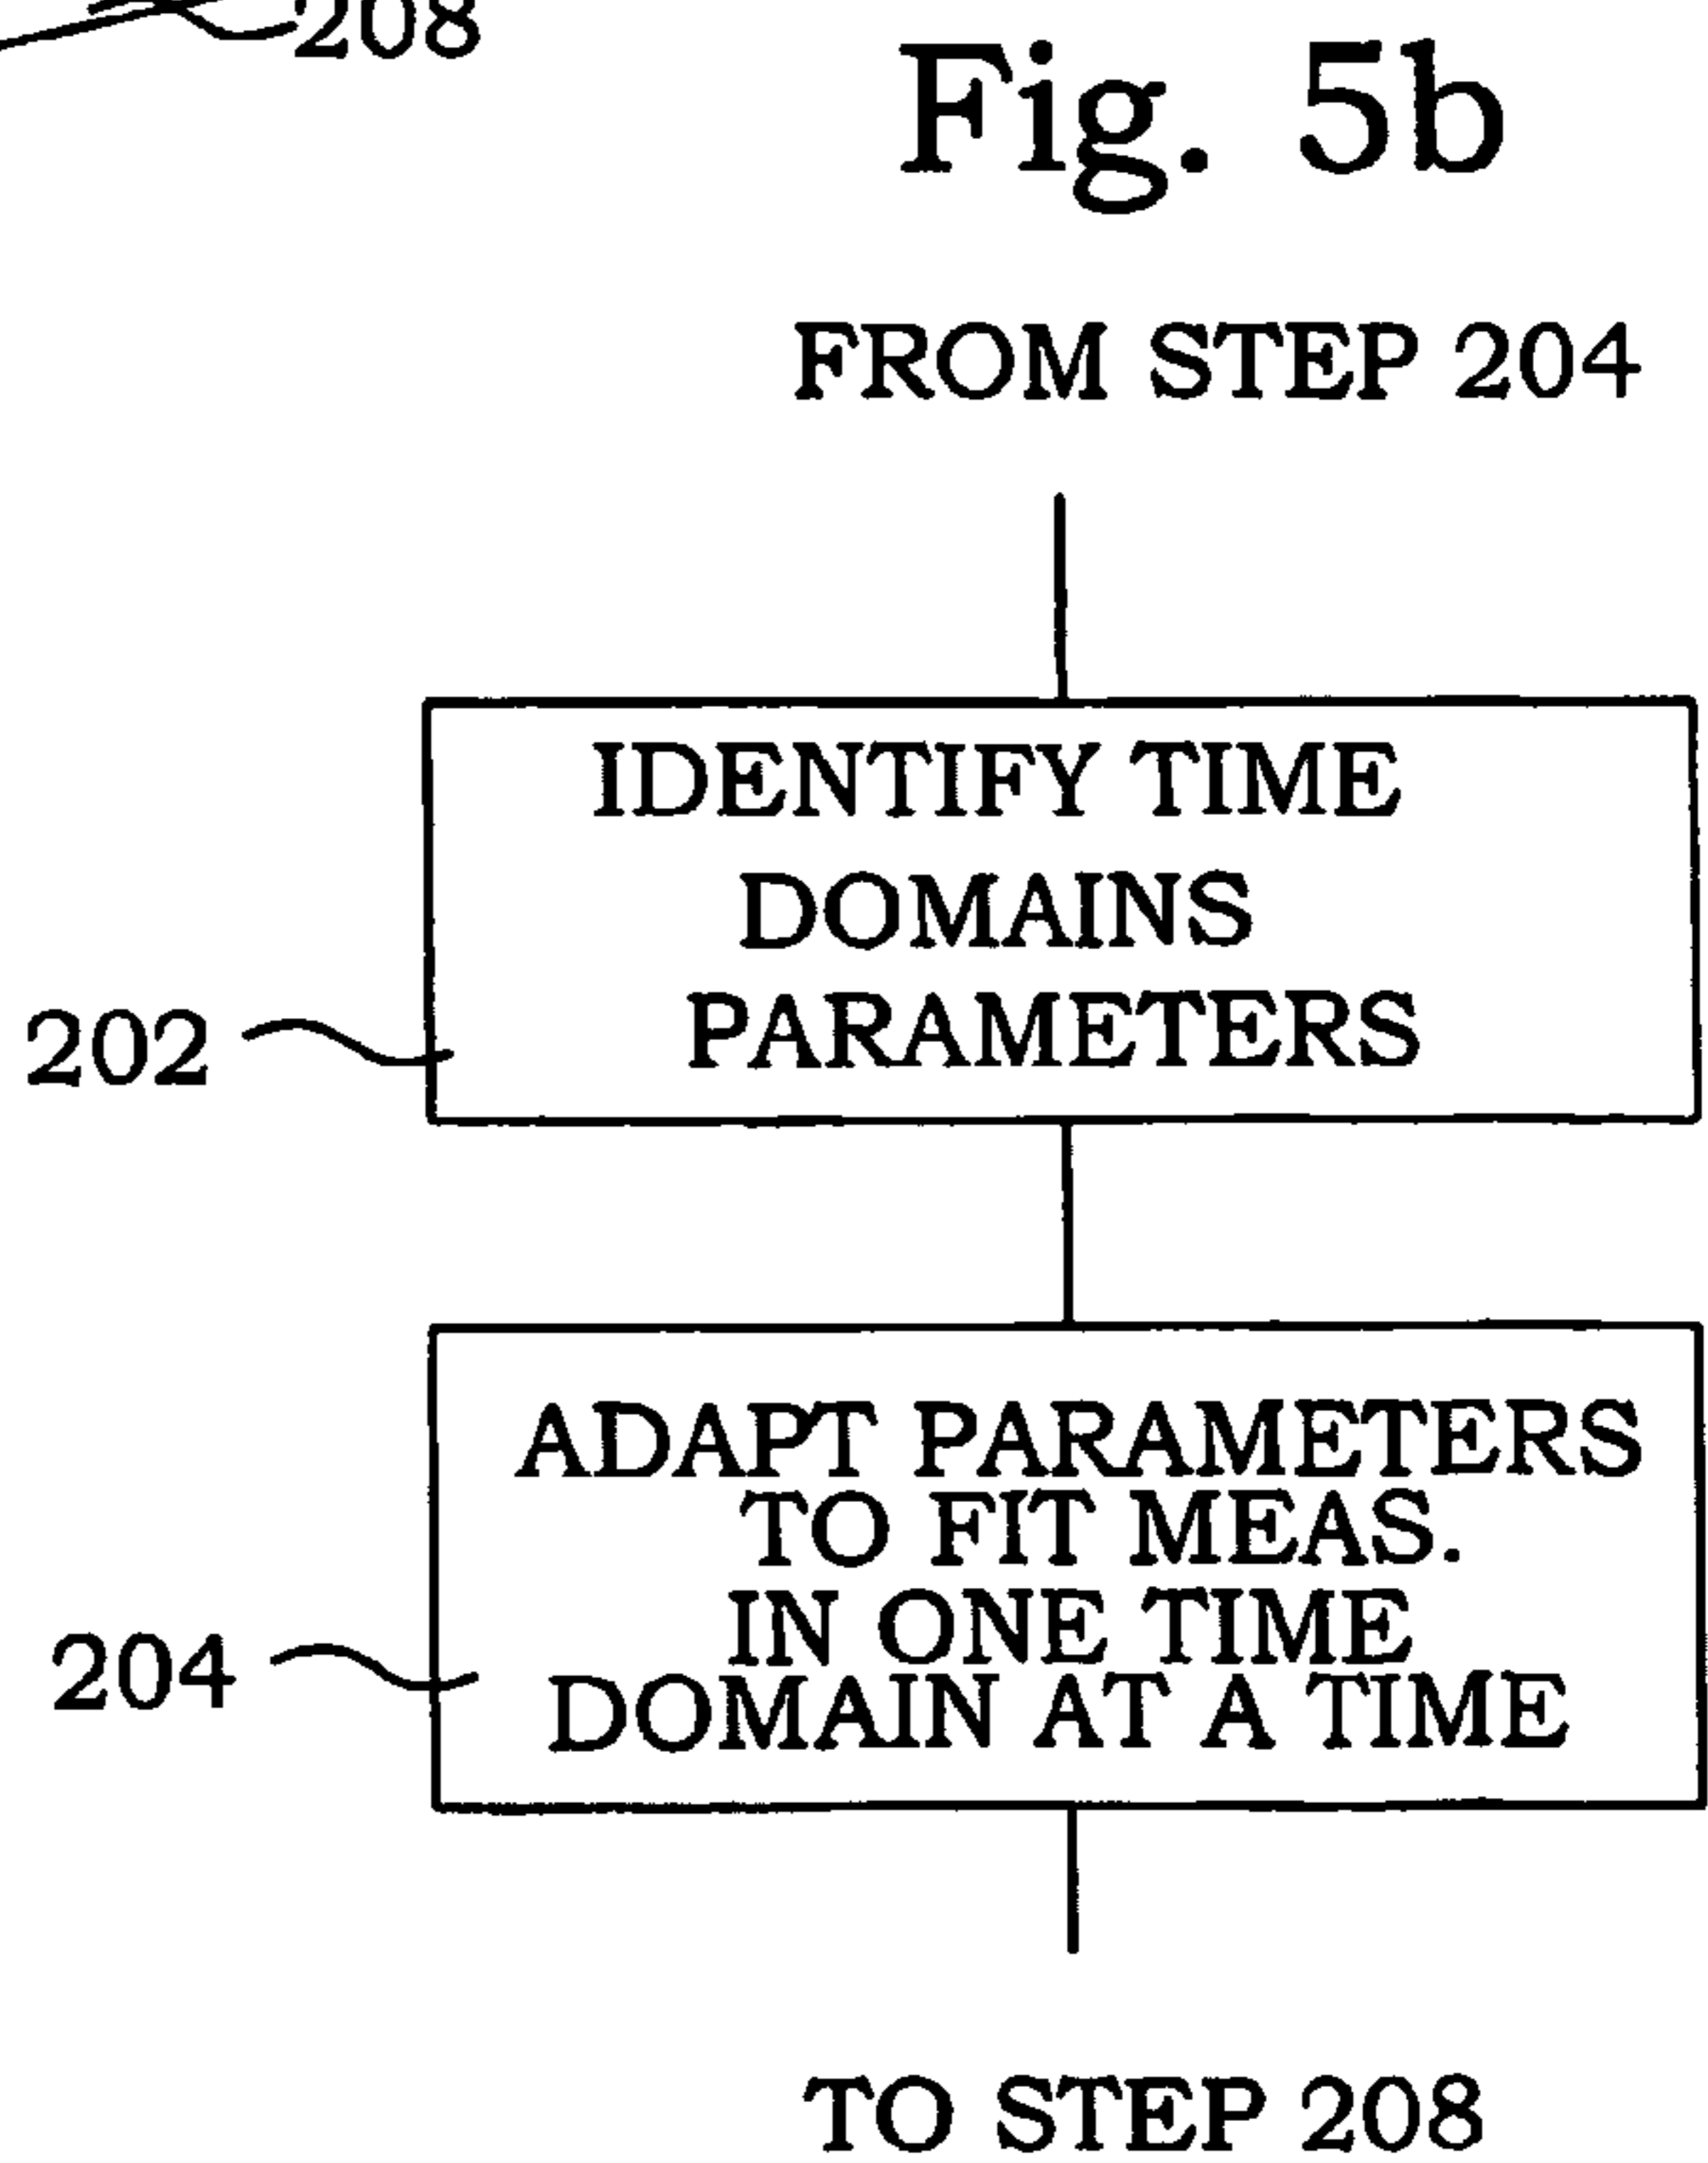 208
Fig. 5b
FROM STEP 204
IDENTIFY TIME
DOMAINS
PARAMETERS
202
ADAPT PARAMETERS
TO FIT MEAS.
IN ONE TIME
204
DOMAIN AT A TIME
TO STEP 208